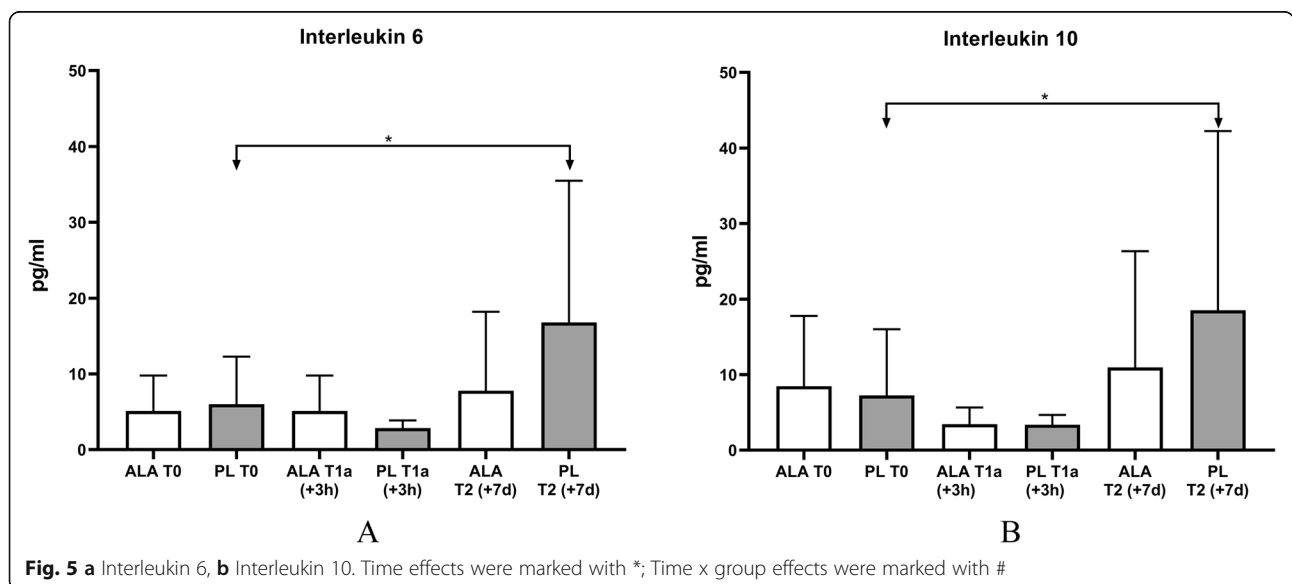 Interleukin 6
50
40
30
20
10
0
pg/ml
*
ALA T0
PL T0
ALA T1a
(+3h)
PL T1a
(+3h)
ALA
T2 (+7d)
PL
T2 (+7d)
A
Interleukin 10
50
40
30
20
10
0
pg/ml
*
ALA T0
PL T0
ALA T1a
(+3h)
PL T1a
(+3h)
ALA
T2 (+7d)
PL
T2 (+7d)
B
Fig. 5 a Interleukin 6, b Interleukin 10. Time effects were marked with *; Time x group effects were marked with #